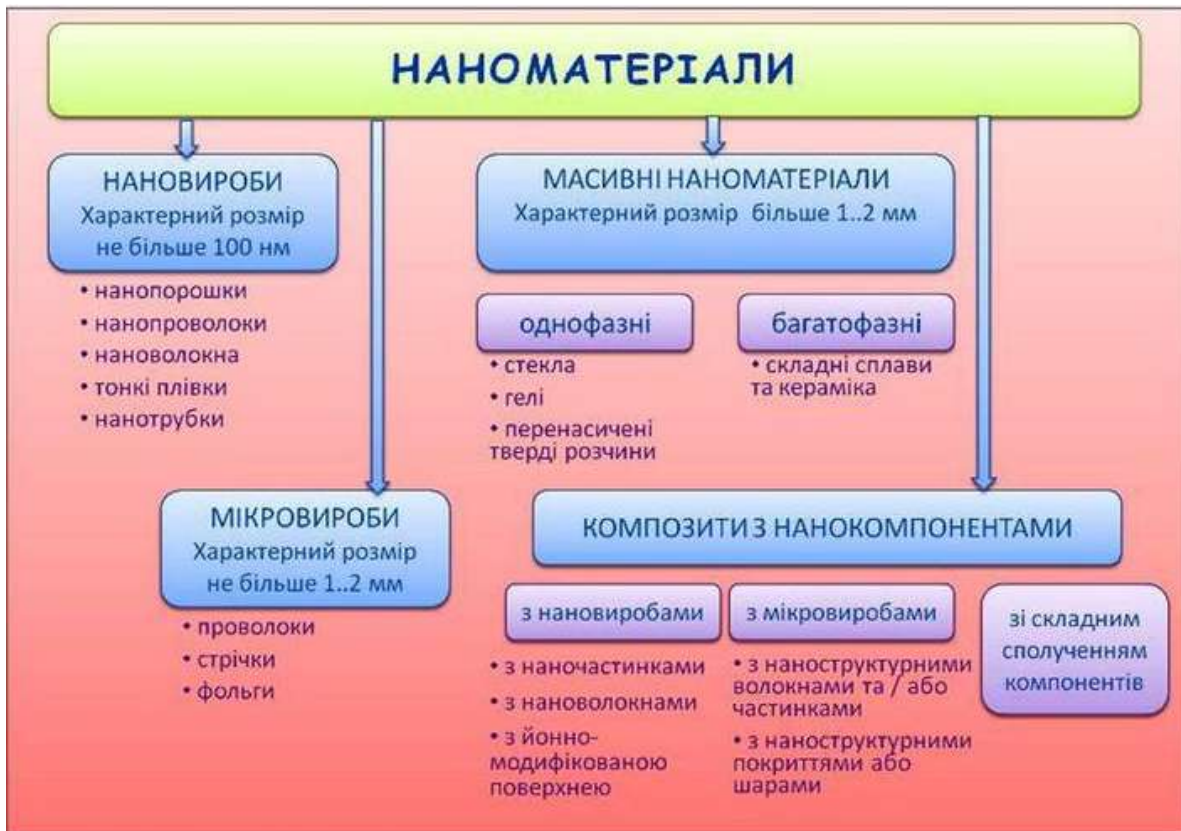 НАНОМАТЕРІАЛИ
НАНОВИРОБИ
Характерний розмір
не більше 100 нм
• нанопорошки
• нанопроволоки
• нановолокна
• тонкі плівки
• нанотрубки
МІКРОВИРОБИ
Характерний розмір
не більше 1..2 мм
• проволоки
• стрічки
• фольги
МАСИВНІ НАНОМАТЕРІАЛИ
Характерний розмір більше 1..2 мм
однофазні
• стекла
• гелі
• перенасичені
тверді розчини
багатофазні
• складні сплави
та кераміка
КОМПОЗИТИ З НАНОКОМПОНЕНТАМИ
з нановиробами
• з наночастинками
• з нановолокнами
• з йонно-
модифікованою
поверхнею
з мікровиробами
• з наноструктурними
волокнами та / або
частинками
• з наноструктурними
покриттями або
шарами
зі складним
сполученням
компонентів